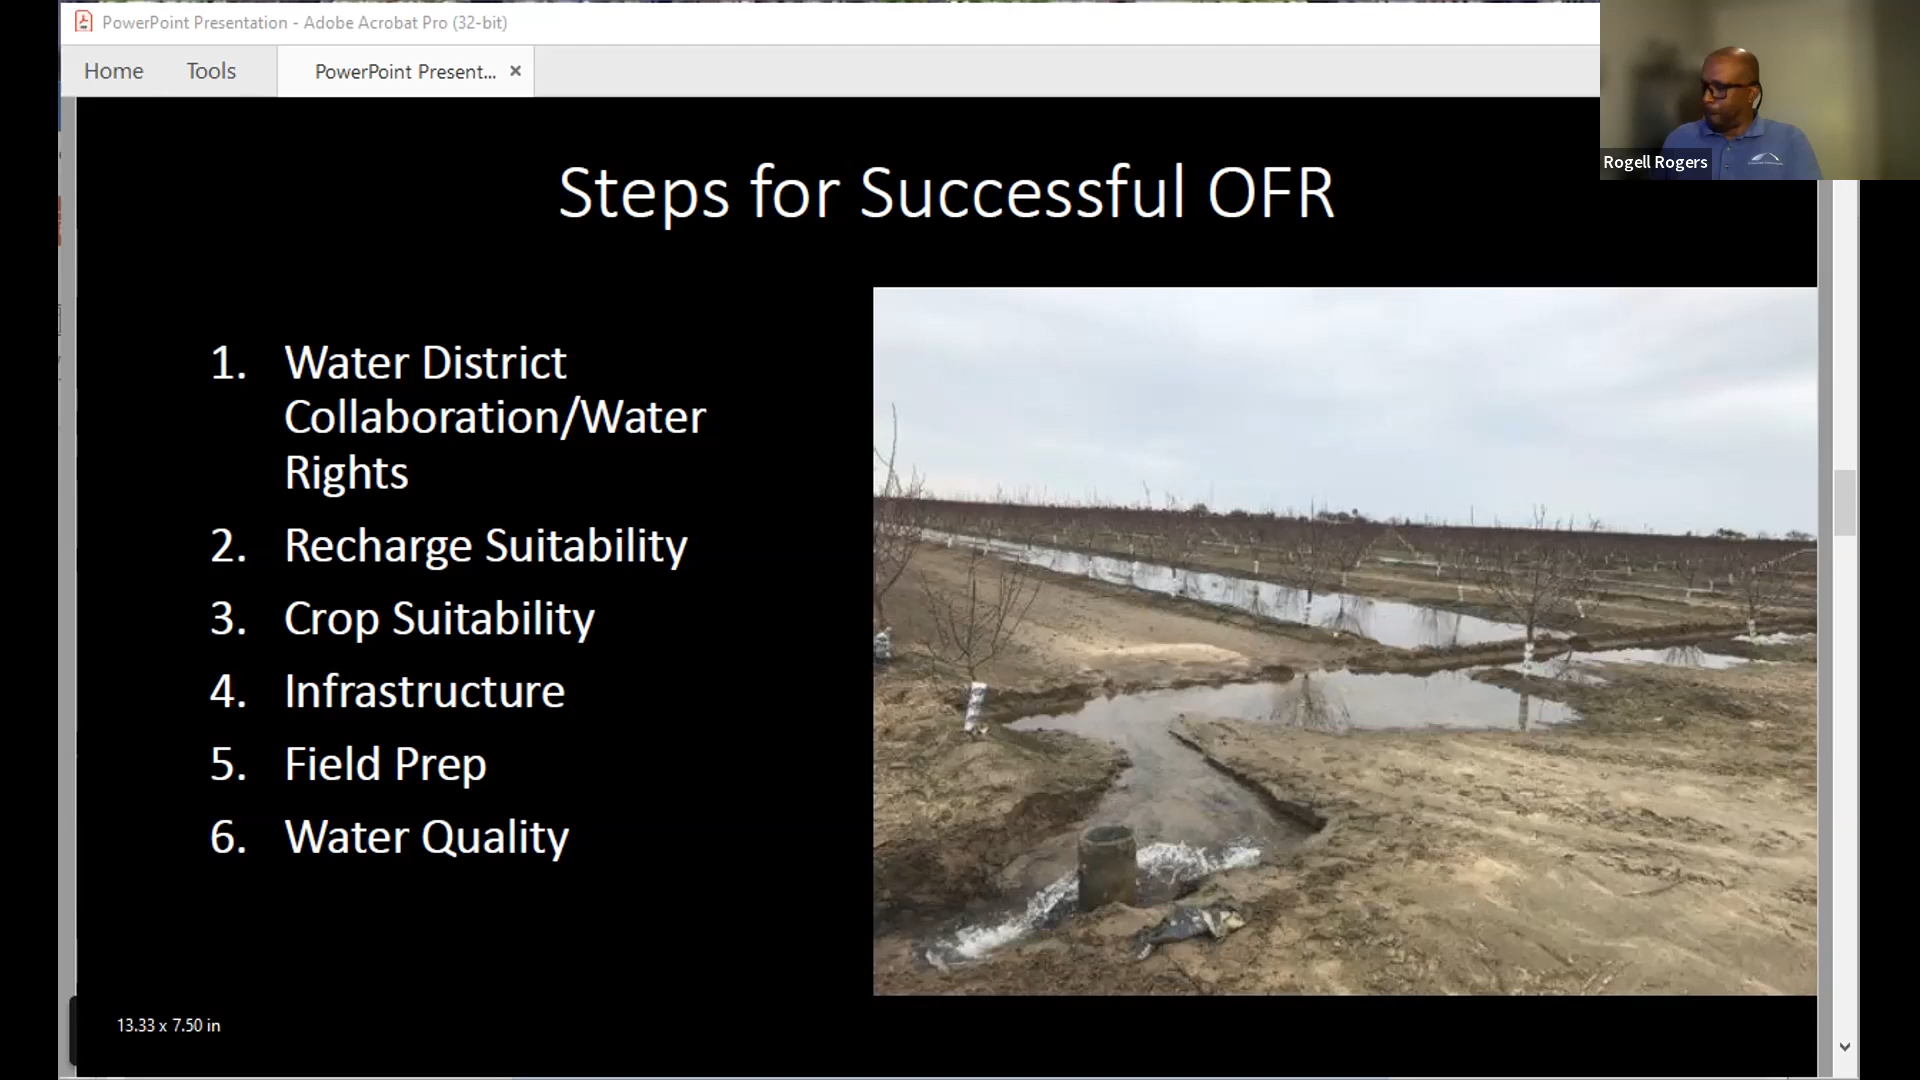 PowerPoint Presentation - Adobe Acrobat Pro (32-bit)
Home Tools PowerPoint Present... ×
Rogell Rogers
Steps for Successful OFR
1. Water District
Collaboration/Water
Rights
2. Recharge Suitability
3. Crop Suitability
4. Infrastructure
5. Field Prep
6. Water Quality
13.33 x 7.50 in